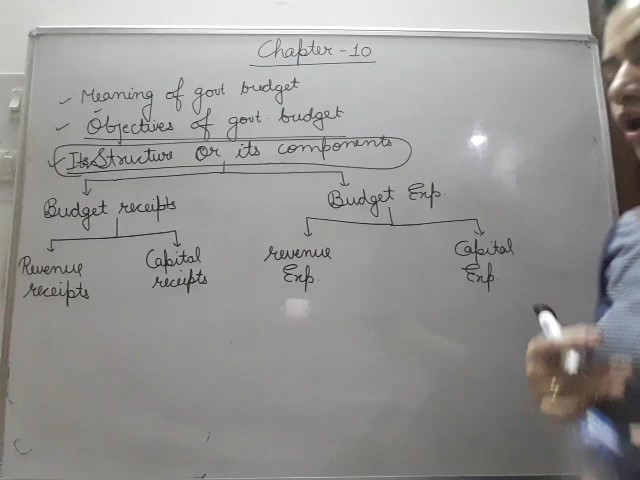 Chapter - 10
✓ Meaning of govt budget
✓ Objectives of govt. budget
✓ Its Structure Or its components
Budget receipts
Budget Exp.
Revenue receipts
Capital receipts
revenue Exp.
Capital Exp.